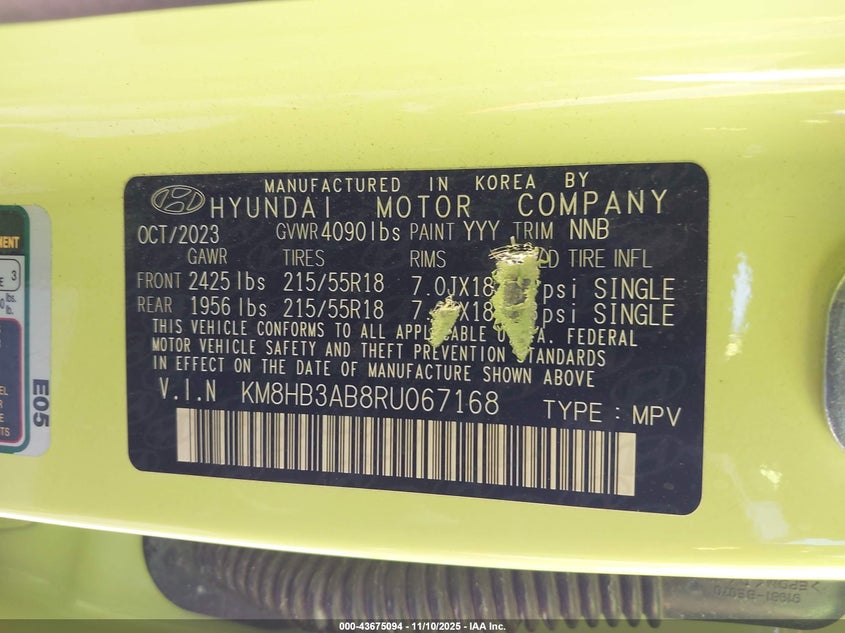 MANUFACTURED IN KOREA BY
HYUNDAI MOTOR COMPANY
OCT/2023 GVWR 4090 lbs PAINT YYY TRIM NNB
GAWR TIRES RIMS TIRE INFL
FRONT 2425 lbs 215/55R18 7.0JX18 psi SINGLE
REAR 1956 lbs 215/55R18 X18 psi SINGLE
THIS VEHICLE CONFORMS TO ALL APPLICABLE U.S.A. FEDERAL
MOTOR VEHICLE SAFETY AND THEFT PREVENTION STANDARDS
IN EFFECT ON THE DATE OF MANUFACTURE SHOWN ABOVE
V.I.N KM8HB3AB8RU067168 TYPE : MPV
E05
000-43675094 - 11/10/2025 - IAA Inc.